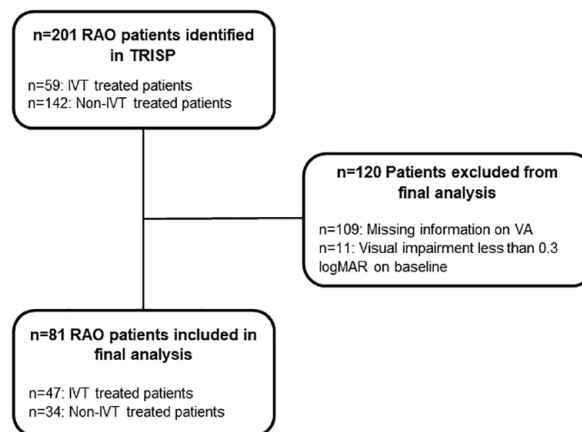 n=201 RAO patients identified
in TRISP
n=59: IVT treated patients
n=142: Non-IVT treated patients
n=120 Patients excluded from
final analysis
n=109: Missing information on VA
n=11: Visual impairment less than 0.3
logMAR on baseline
n=81 RAO patients included in
final analysis
n=47: IVT treated patients
n=34: Non-IVT treated patients